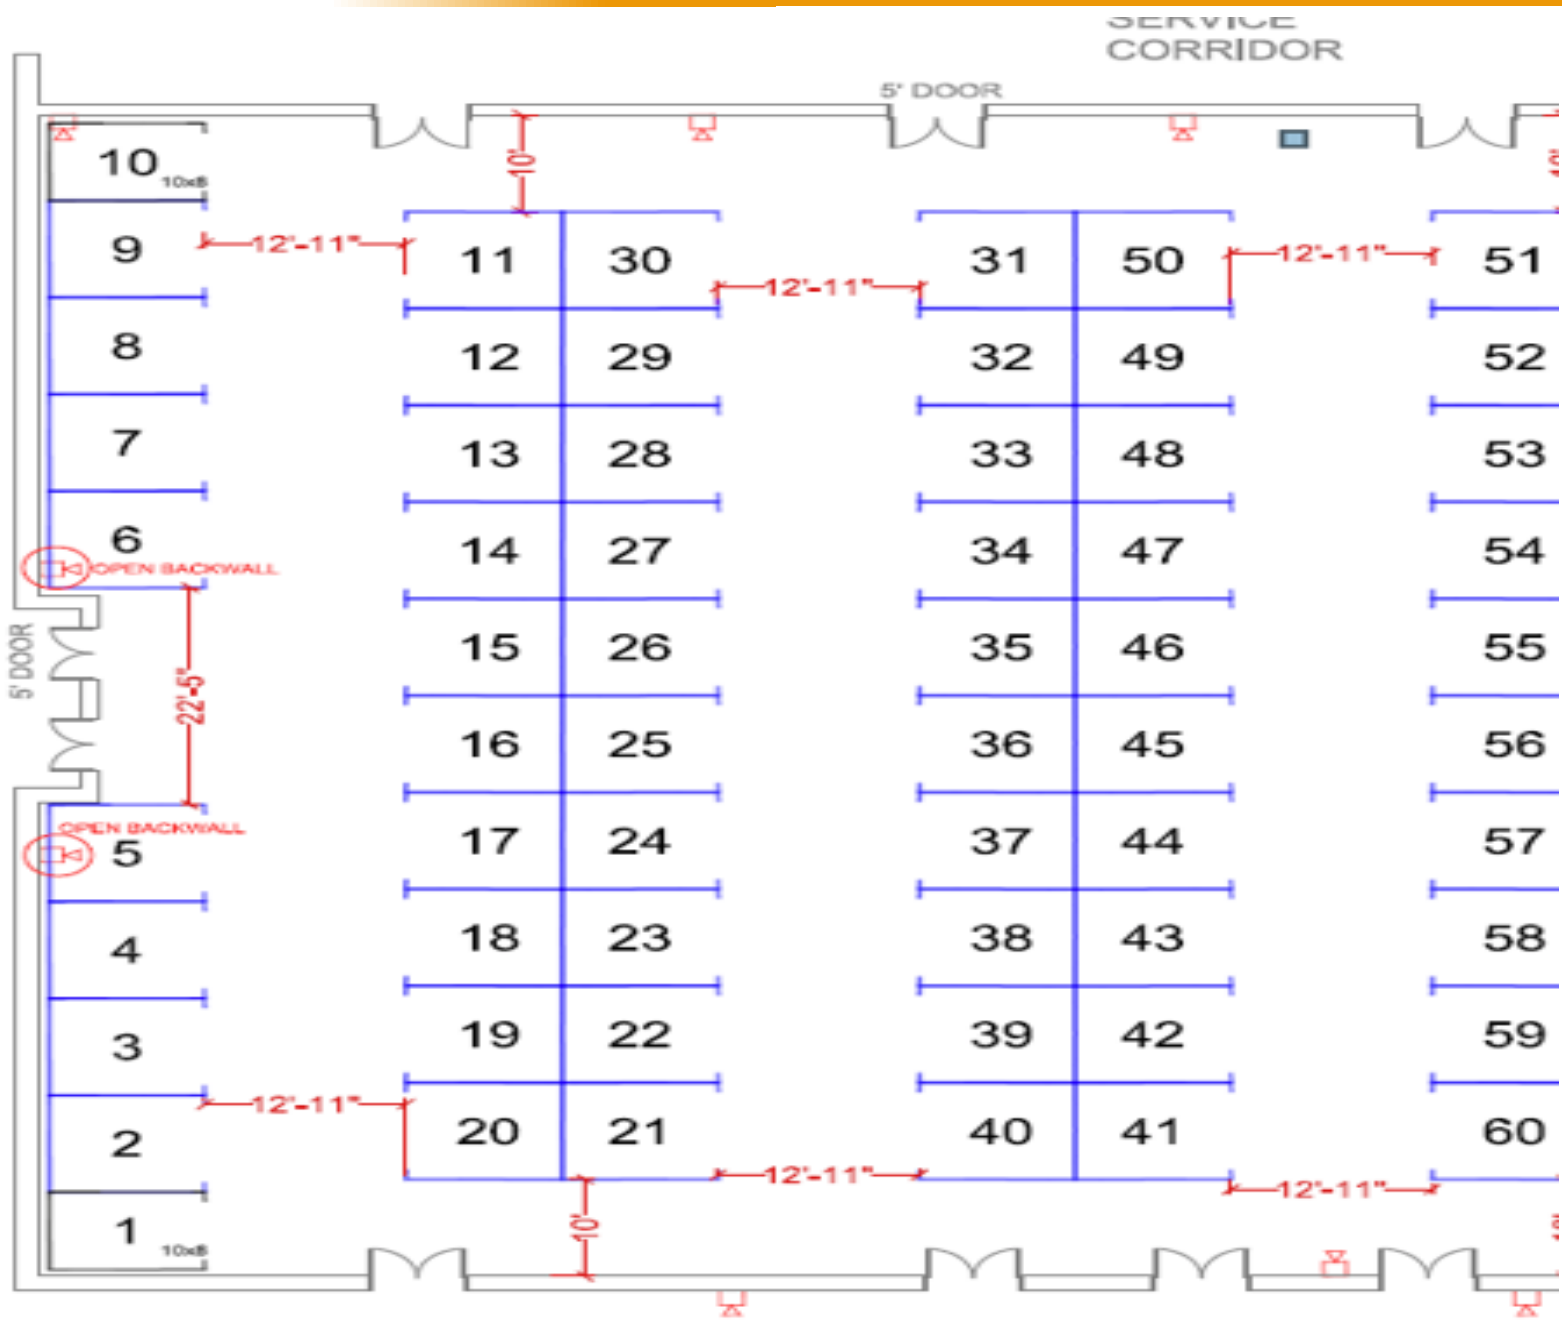 SERVICE
CORRIDOR
5' DOOR
10 10x8
10'
9 12'-11" 11 30 12'-11" 31 50 12'-11" 51
8 12 29 32 49 52
7 13 28 33 48 53
6 14 27 34 47 54
OPEN BACKWALL
5' DOOR
22'-5"
15 26 35 46 55
16 25 36 45 56
OPEN BACKWALL
5 17 24 37 44 57
4 18 23 38 43 58
3 19 22 39 42 59
12'-11"
2 20 21 40 41 60
12'-11"
12'-11"
1 10x8
10'